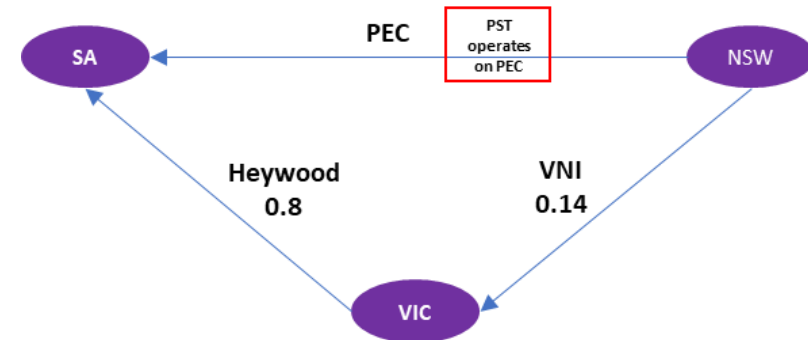 PEC
PST
operates
on PEC
SA
NSW
Heywood
0.8
VNI
0.14
VIC